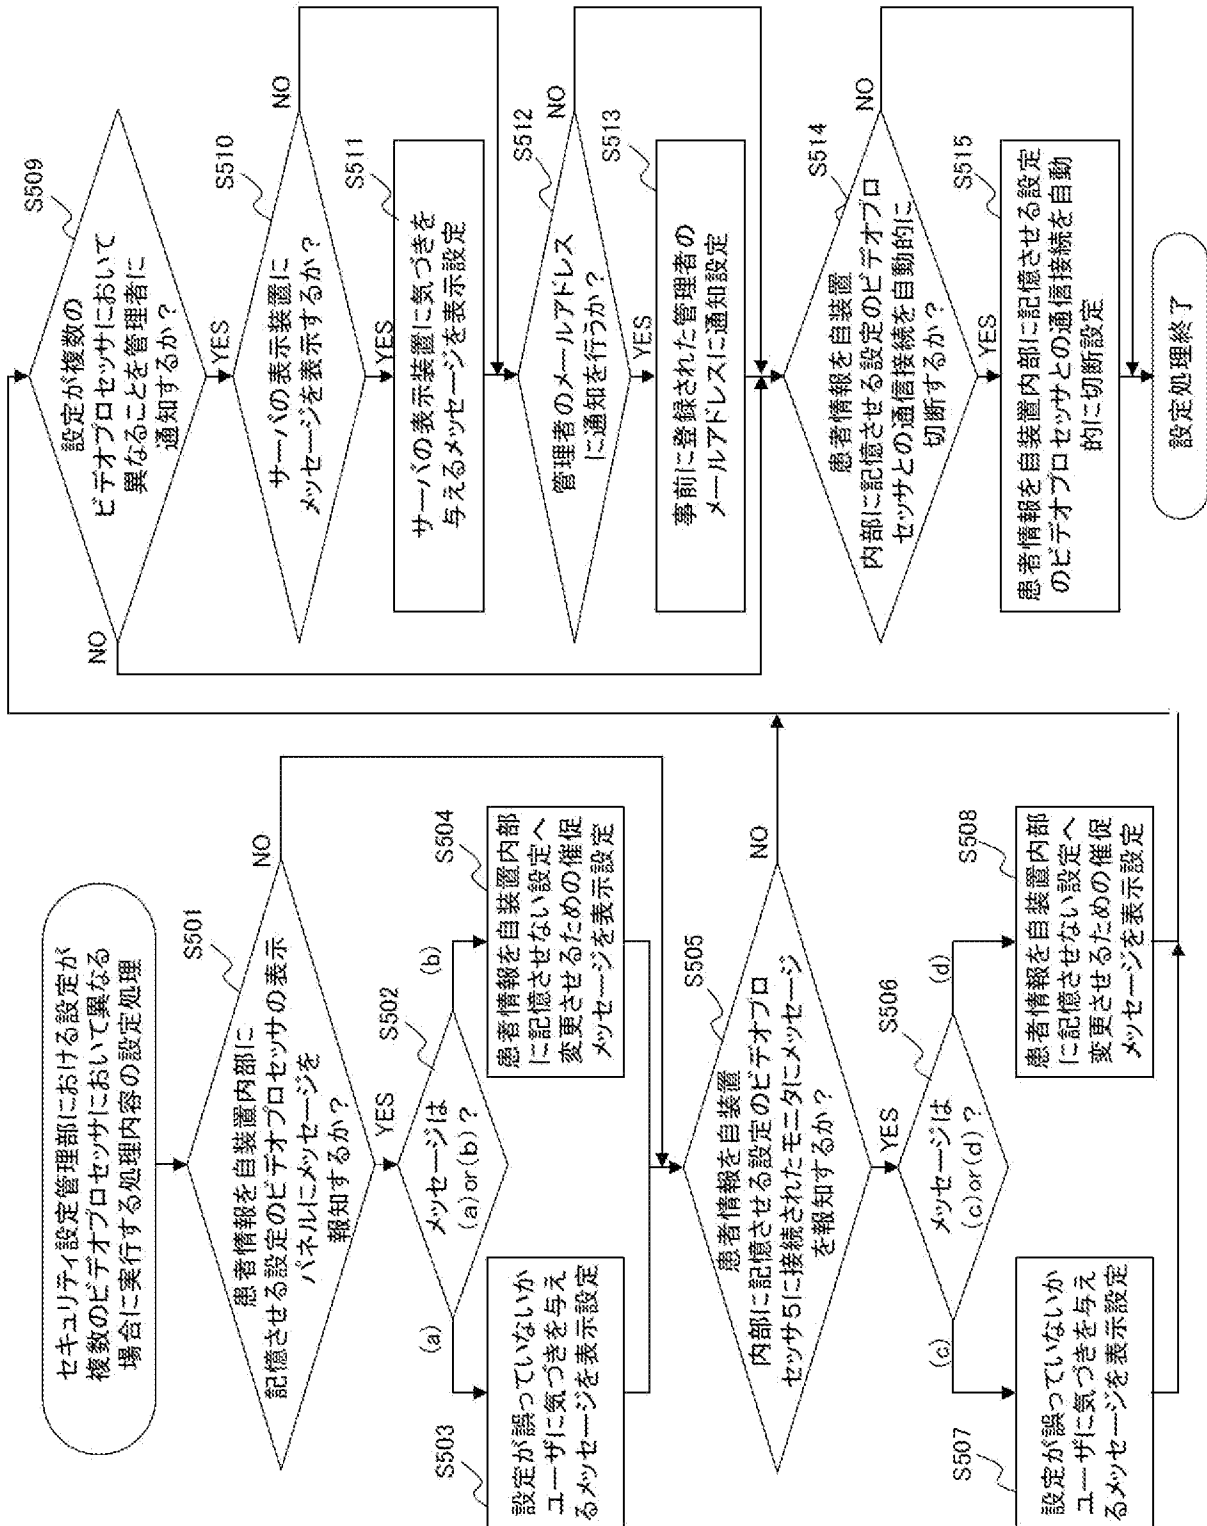 セキュリティ設定管理部における設定が
複数のビデオプロセッサにおいて異なる
場合に実行する処理内容の設定処理
S501
患者情報を自装置内部に
記憶させる設定のビデオプロセッサの表示
パネルにメッセージを
報知するか?
NO
YES
S502
メッセージは
(a)or(b)?
(a)
(b)
S503
設定が誤っていないか
ユーザに気づきを与え
るメッセージを表示設定
S504
患者情報を自装置内部
に記憶させない設定へ
変更させるための催促
メッセージを表示設定
S505
患者情報を自装置
内部に記憶させる設定のビデオプロ
セッサ5に接続されたモニタにメッセージ
を報知するか?
NO
YES
S506
メッセージは
(c)or(d)?
(c)
(d)
S507
設定が誤っていないか
ユーザに気づきを与え
るメッセージを表示設定
S508
患者情報を自装置内部
に記憶させない設定へ
変更させるための催促
メッセージを表示設定
S509
設定が複数の
ビデオプロセッサにおいて
異なることを管理者に
通知するか?
NO
YES
S510
サーバの表示装置に
メッセージを表示するか?
NO
YES
S511
サーバの表示装置に気づきを
与えるメッセージを表示設定
S512
管理者のメールアドレス
に通知を行うか?
NO
YES
S513
事前に登録された管理者の
メールアドレスに通知設定
S514
患者情報を自装置
内部に記憶させる設定のビデオプロ
セッサとの通信接続を自動的に
切断するか?
NO
YES
S515
患者情報を自装置内部に記憶させる設定
のビデオプロセッサとの通信接続を自動
的に切断設定
設定処理終了